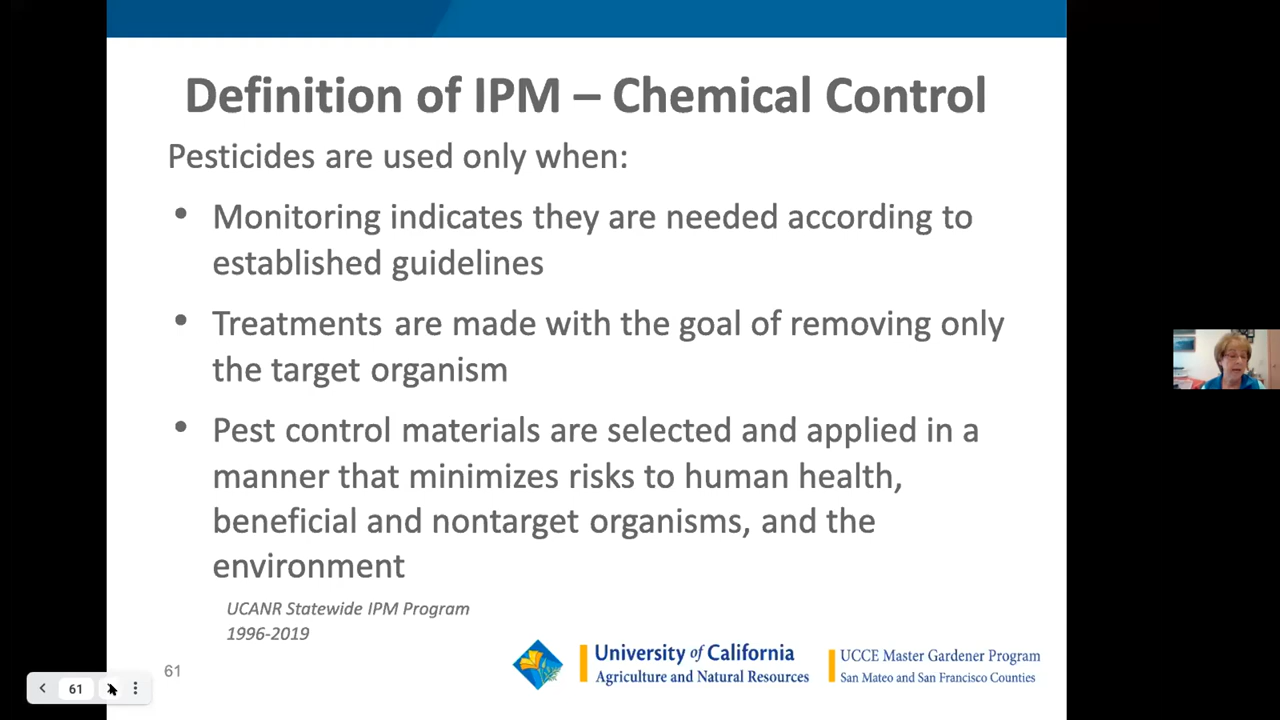 Definition of IPM – Chemical Control
Pesticides are used only when:
• Monitoring indicates they are needed according to
established guidelines
• Treatments are made with the goal of removing only
the target organism
• Pest control materials are selected and applied in a
manner that minimizes risks to human health,
beneficial and nontarget organisms, and the
environment
UCANR Statewide IPM Program
1996-2019
University of California
Agriculture and Natural Resources
UCCE Master Gardener Program
San Mateo and San Francisco Counties
61
61